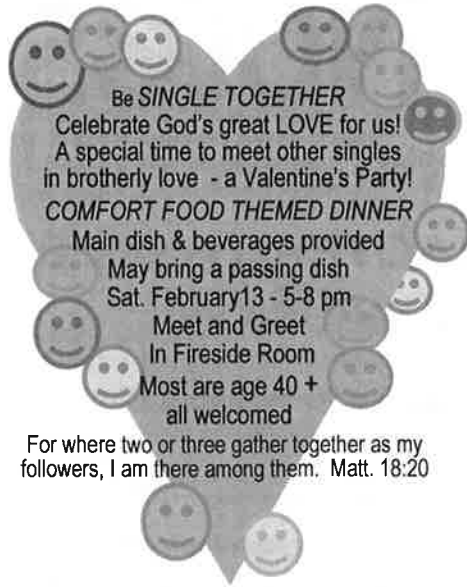 Be SINGLE TOGETHER
Celebrate God's great LOVE for us!
A special time to meet other singles
in brotherly love - a Valentine's Party!
COMFORT FOOD THEMED DINNER
Main dish & beverages provided
May bring a passing dish
Sat. February13 - 5-8 pm
Meet and Greet
In Fireside Room
Most are age 40 +
all welcomed
For where two or three gather together as my
followers, I am there among them. Matt. 18:20